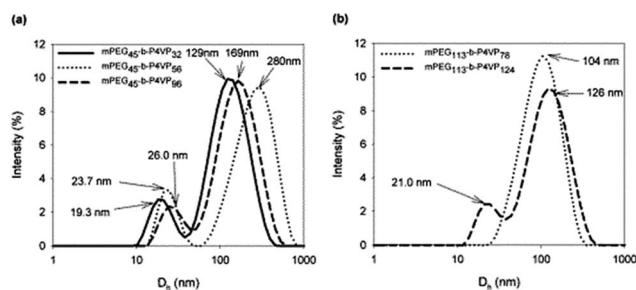 (a)
mPEG45-b-P4VP32
mPEG45-b-P4VP56
mPEG45-b-P4VP96
129nm
169nm
280nm
23.7 nm
26.0 nm
19.3 nm
Intensity (%)
12
10
8
6
4
2
0
1
10
100
1000
Dh (nm)
(b)
mPEG113-b-P4VP78
mPEG113-b-P4VP124
104 nm
126 nm
21.0 nm
Intensity (%)
12
10
8
6
4
2
0
1
10
100
1000
Dh (nm)